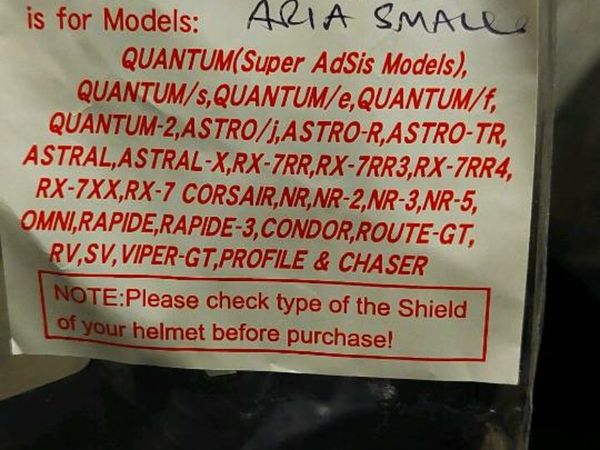 is for Models: ARIA SMALL
QUANTUM(Super AdSis Models),
QUANTUM/s,QUANTUM/e,QUANTUM/f,
QUANTUM-2,ASTRO/j,ASTRO-R,ASTRO-TR,
ASTRAL,ASTRAL-X,RX-7RR,RX-7RR3,RX-7RR4,
RX-7XX,RX-7 CORSAIR,NR,NR-2,NR-3,NR-5,
OMNI,RAPIDE,RAPIDE-3,CONDOR,ROUTE-GT,
RV,SV,VIPER-GT,PROFILE & CHASER
NOTE:Please check type of the Shield
of your helmet before purchase!